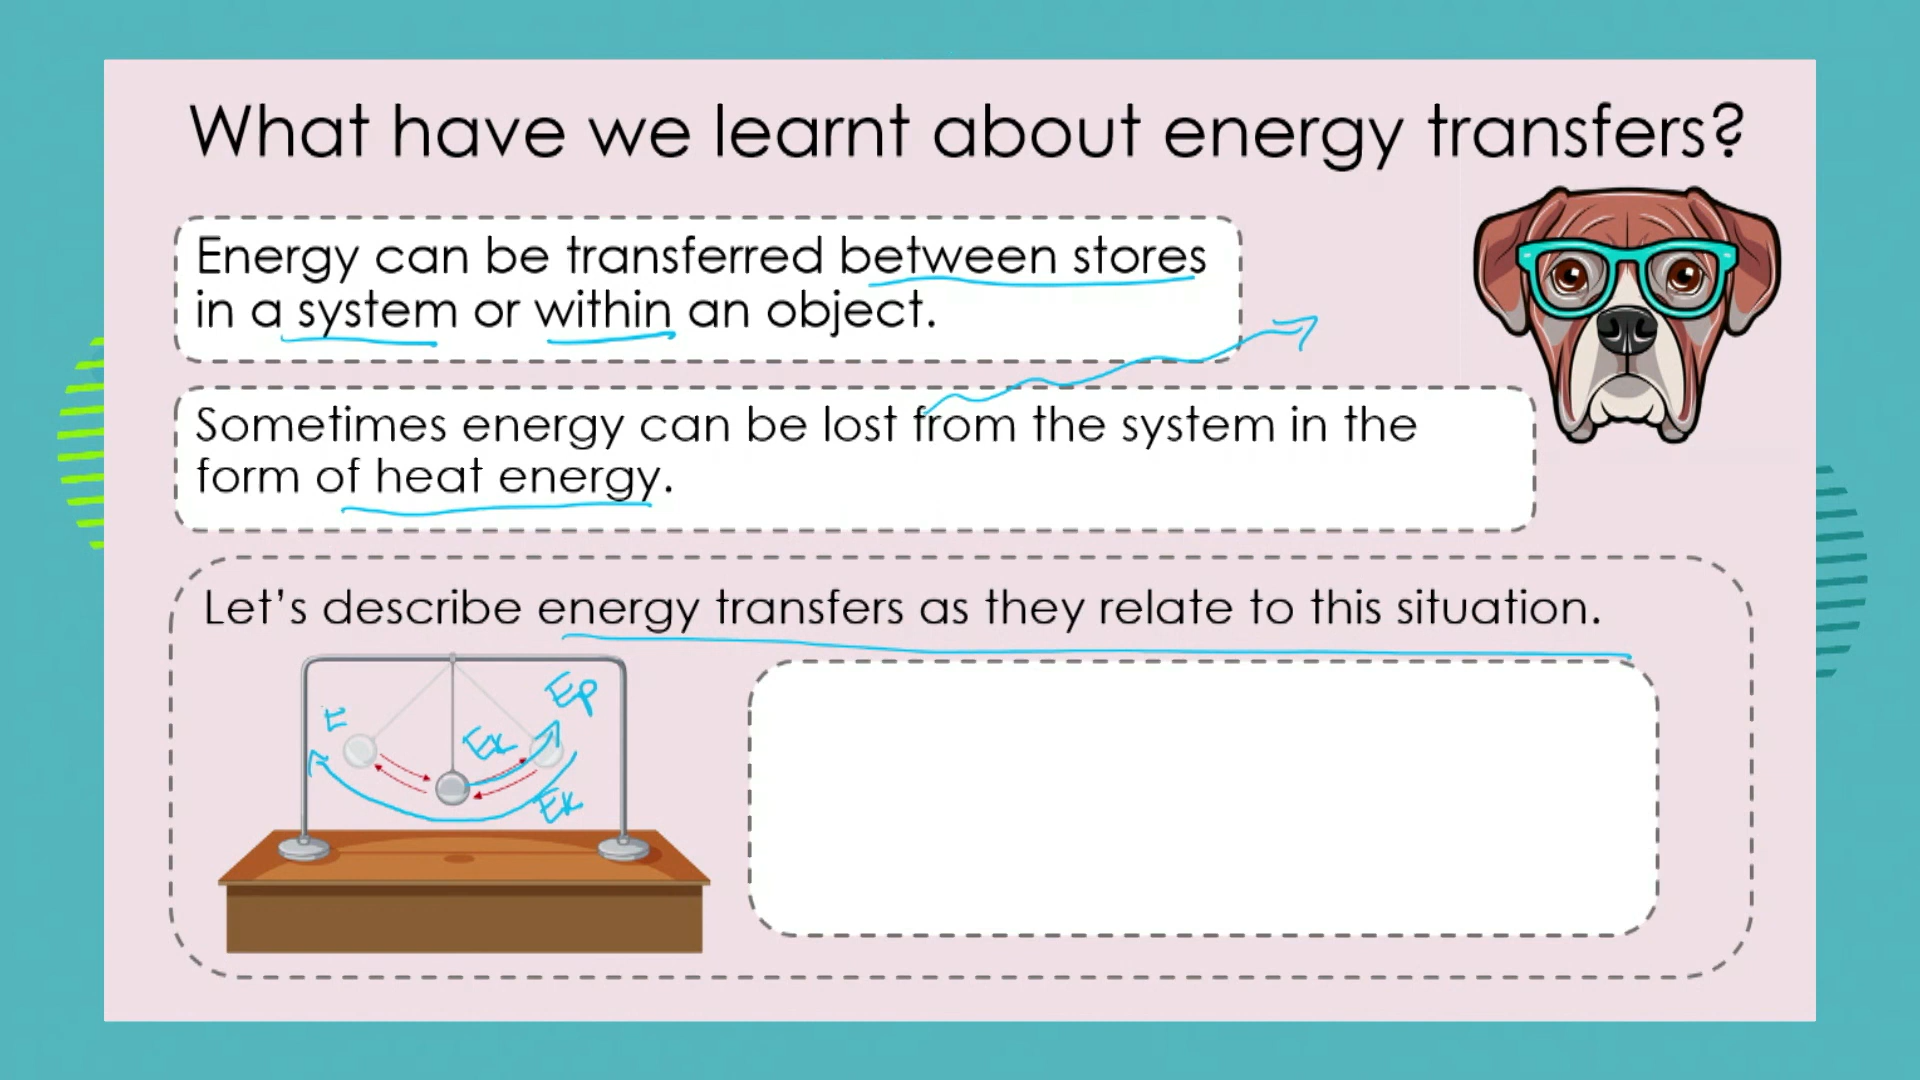 What have we learnt about energy transfers?
Energy can be transferred between stores
in a system or within an object.
Sometimes energy can be lost from the system in the
form of heat energy.
Let's describe energy transfers as they relate to this situation.
Ep
E
Ek
Ek